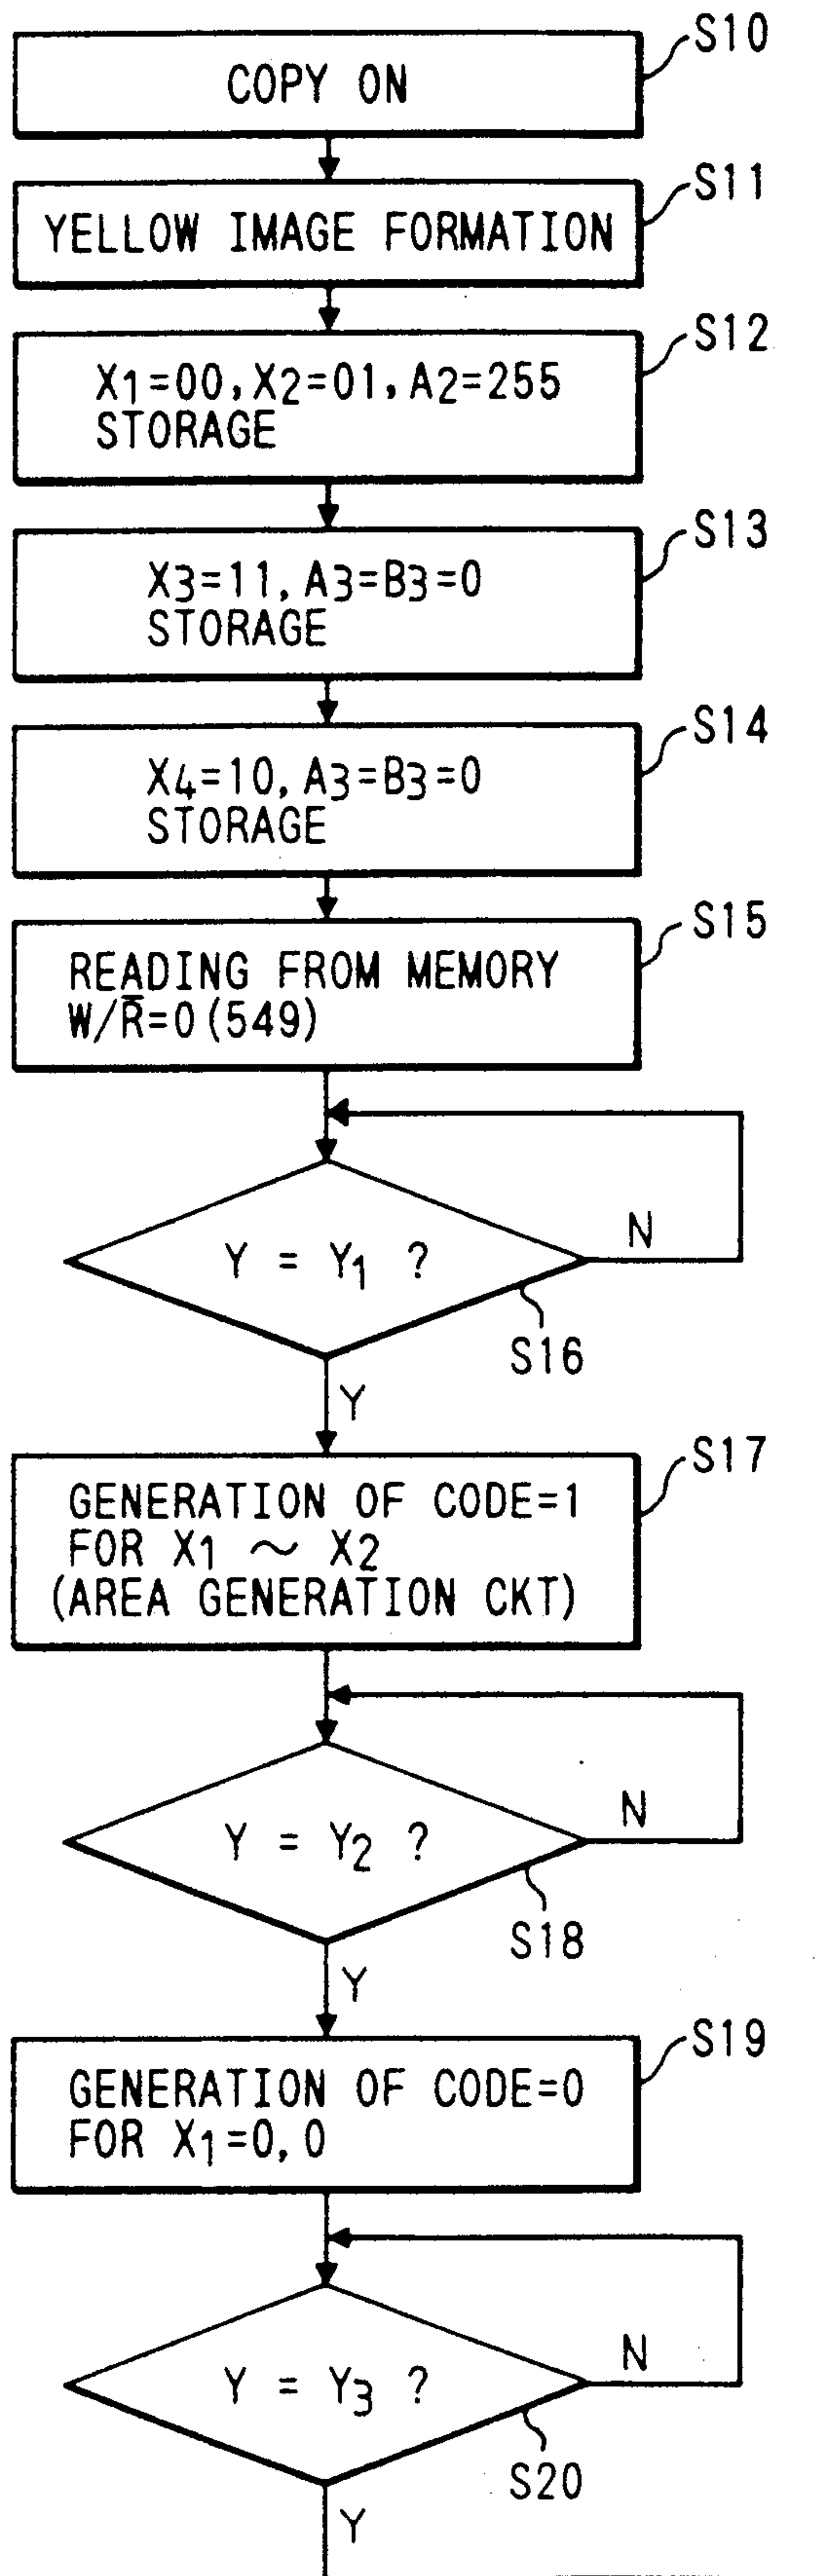 S10
COPY ON
S11
YELLOW IMAGE FORMATION
S12
X1=00, X2=01, A2=255
STORAGE
S13
X3=11, A3=B3=0
STORAGE
S14
X4=10, A3=B3=0
STORAGE
S15
READING FROM MEMORY
W/R̅=0(549)
Y = Y1 ?
N
S16
Y
S17
GENERATION OF CODE=1
FOR X1 ~ X2
(AREA GENERATION CKT)
Y = Y2 ?
N
S18
Y
S19
GENERATION OF CODE=0
FOR X1=0,0
Y = Y3 ?
N
S20
Y